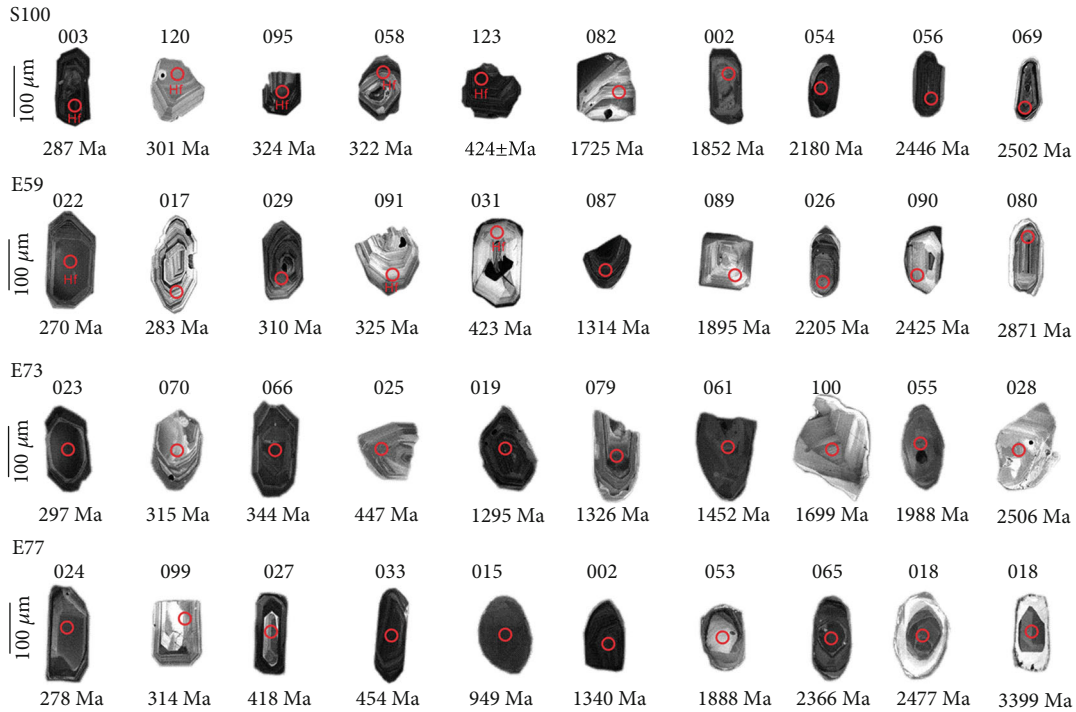 S100
003 120 095 058 123 082 002 054 056 069
100 μm
Hf Hf Hf Hf Hf
287 Ma 301 Ma 324 Ma 322 Ma 424±Ma 1725 Ma 1852 Ma 2180 Ma 2446 Ma 2502 Ma
E59
022 017 029 091 031 087 089 026 090 080
100 μm
Hf Hf
270 Ma 283 Ma 310 Ma 325 Ma 423 Ma 1314 Ma 1895 Ma 2205 Ma 2425 Ma 2871 Ma
E73
023 070 066 025 019 079 061 100 055 028
100 μm
297 Ma 315 Ma 344 Ma 447 Ma 1295 Ma 1326 Ma 1452 Ma 1699 Ma 1988 Ma 2506 Ma
E77
024 099 027 033 015 002 053 065 018 018
100 μm
278 Ma 314 Ma 418 Ma 454 Ma 949 Ma 1340 Ma 1888 Ma 2366 Ma 2477 Ma 3399 Ma